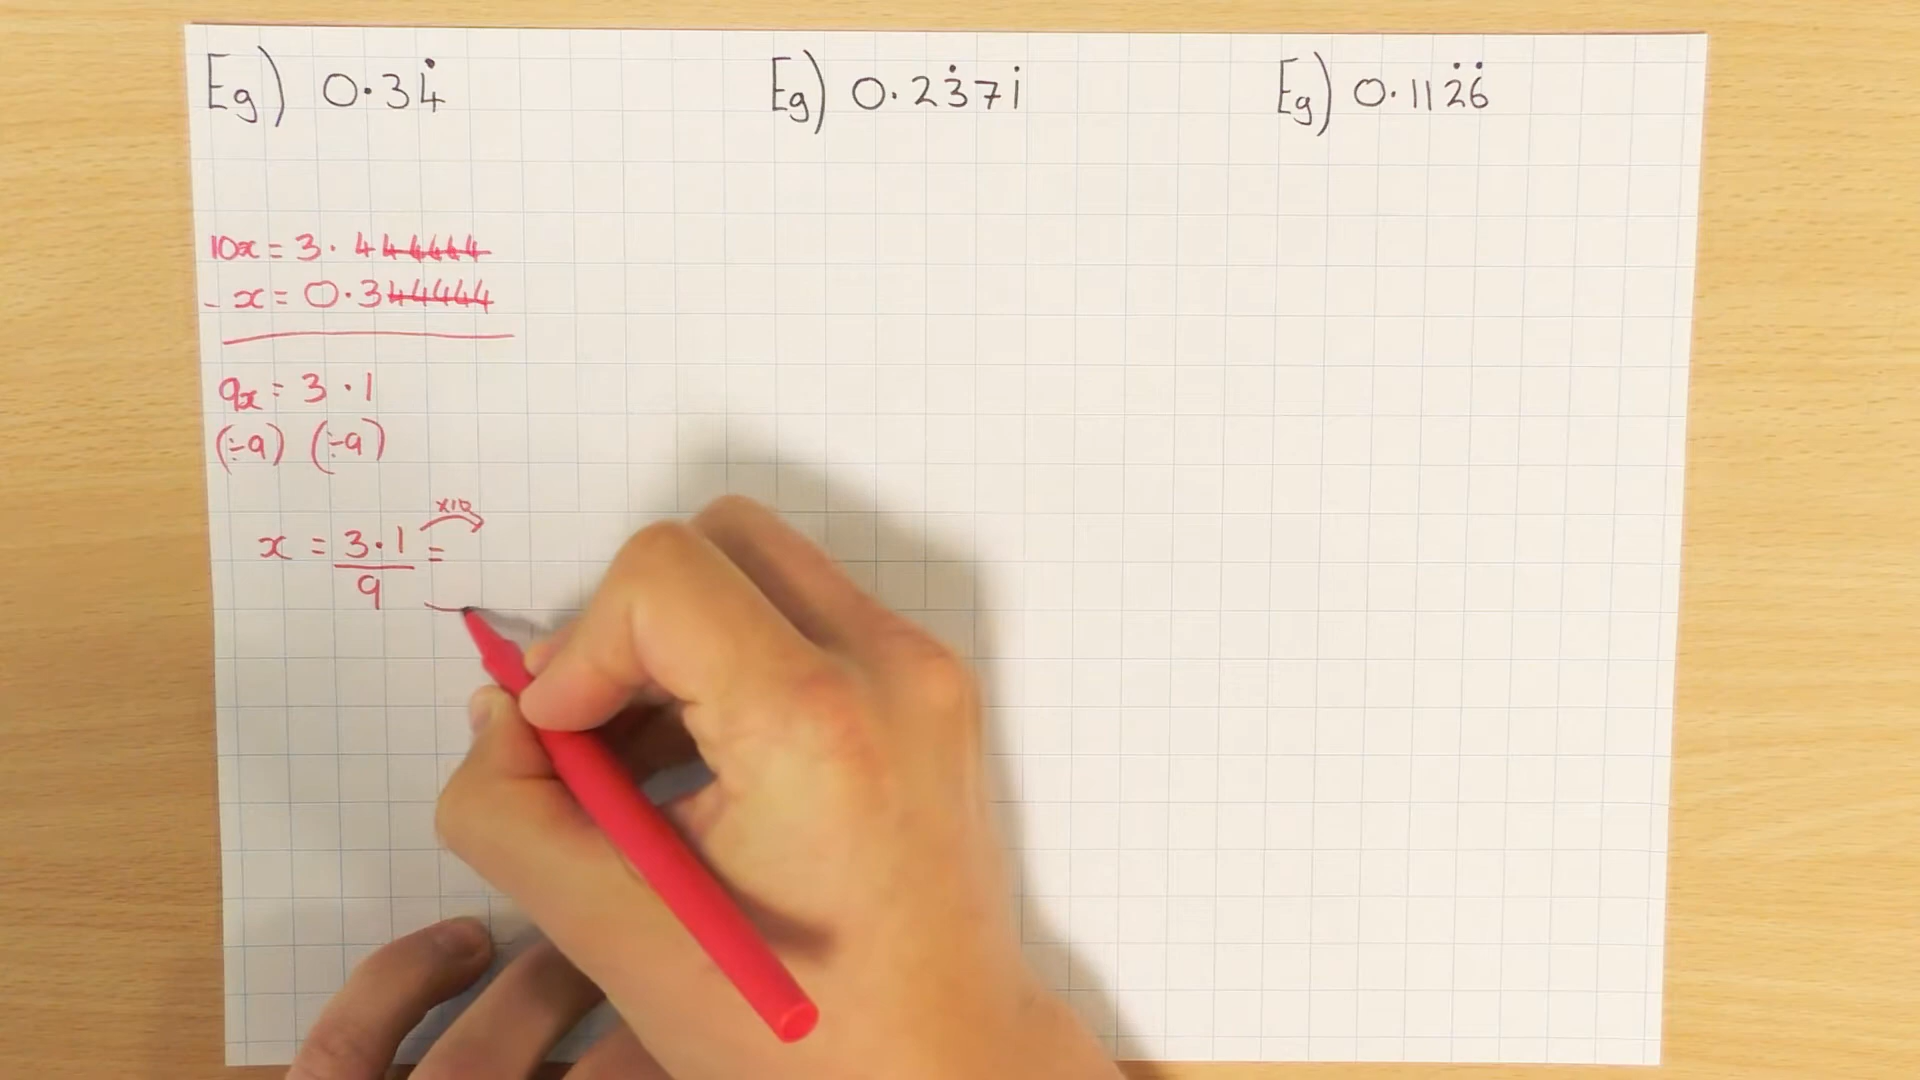 Eg) 0.34̇
Eg) 0.23̇71̇
Eg) 0.112̇6̇
10x = 3.4444444
- x = 0.344444
9x = 3.1
(÷9) (÷9)
×10
x = 3.1/9 =